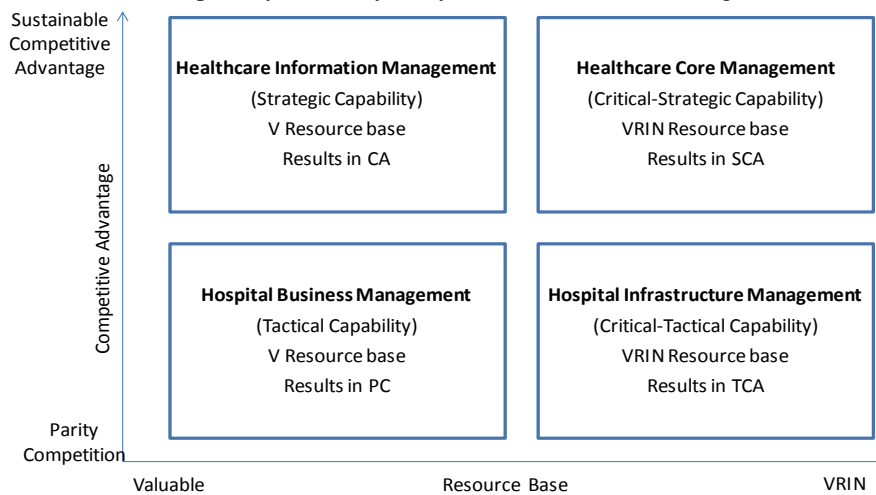 Sustainable
Competitive
Advantage
Healthcare Information Management
(Strategic Capability)
V Resource base
Results in CA
Healthcare Core Management
(Critical-Strategic Capability)
VRIN Resource base
Results in SCA
Competitive Advantage
Hospital Business Management
(Tactical Capability)
V Resource base
Results in PC
Hospital Infrastructure Management
(Critical-Tactical Capability)
VRIN Resource base
Results in TCA
Parity
Competition
Valuable
Resource Base
VRIN